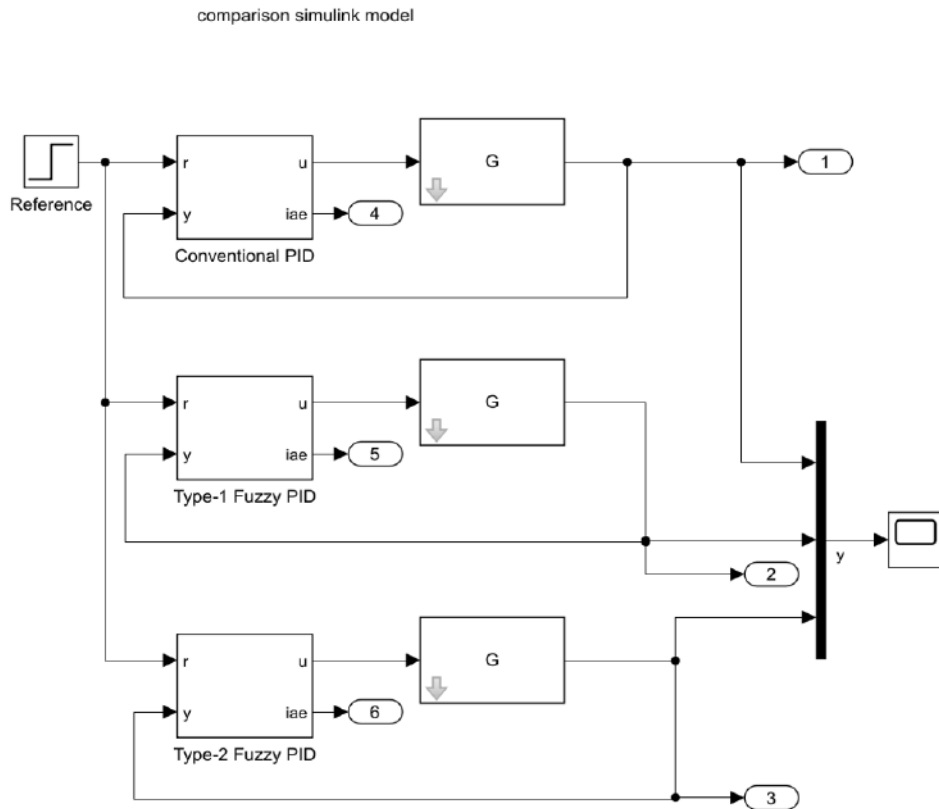 comparison simulink model
r
u
G
1
Reference
y
iae
4
Conventional PID
r
u
G
y
iae
5
Type-1 Fuzzy PID
y
2
r
u
G
y
iae
6
Type-2 Fuzzy PID
3